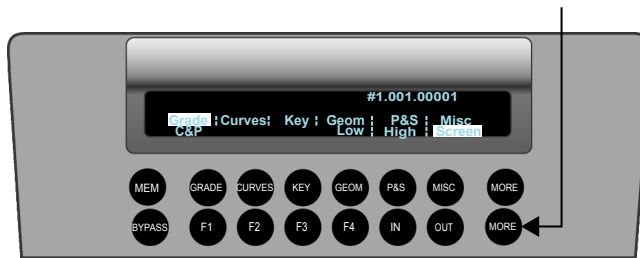 #1.001.00001
Grade ¦ Curves ¦ Key ¦ Geom ¦ P&S ¦ Misc
C&P Low ¦ High ¦ Screen
MEM GRADE CURVES KEY GEOM P&S MISC MORE
BYPASS F1 F2 F3 F4 IN OUT MORE